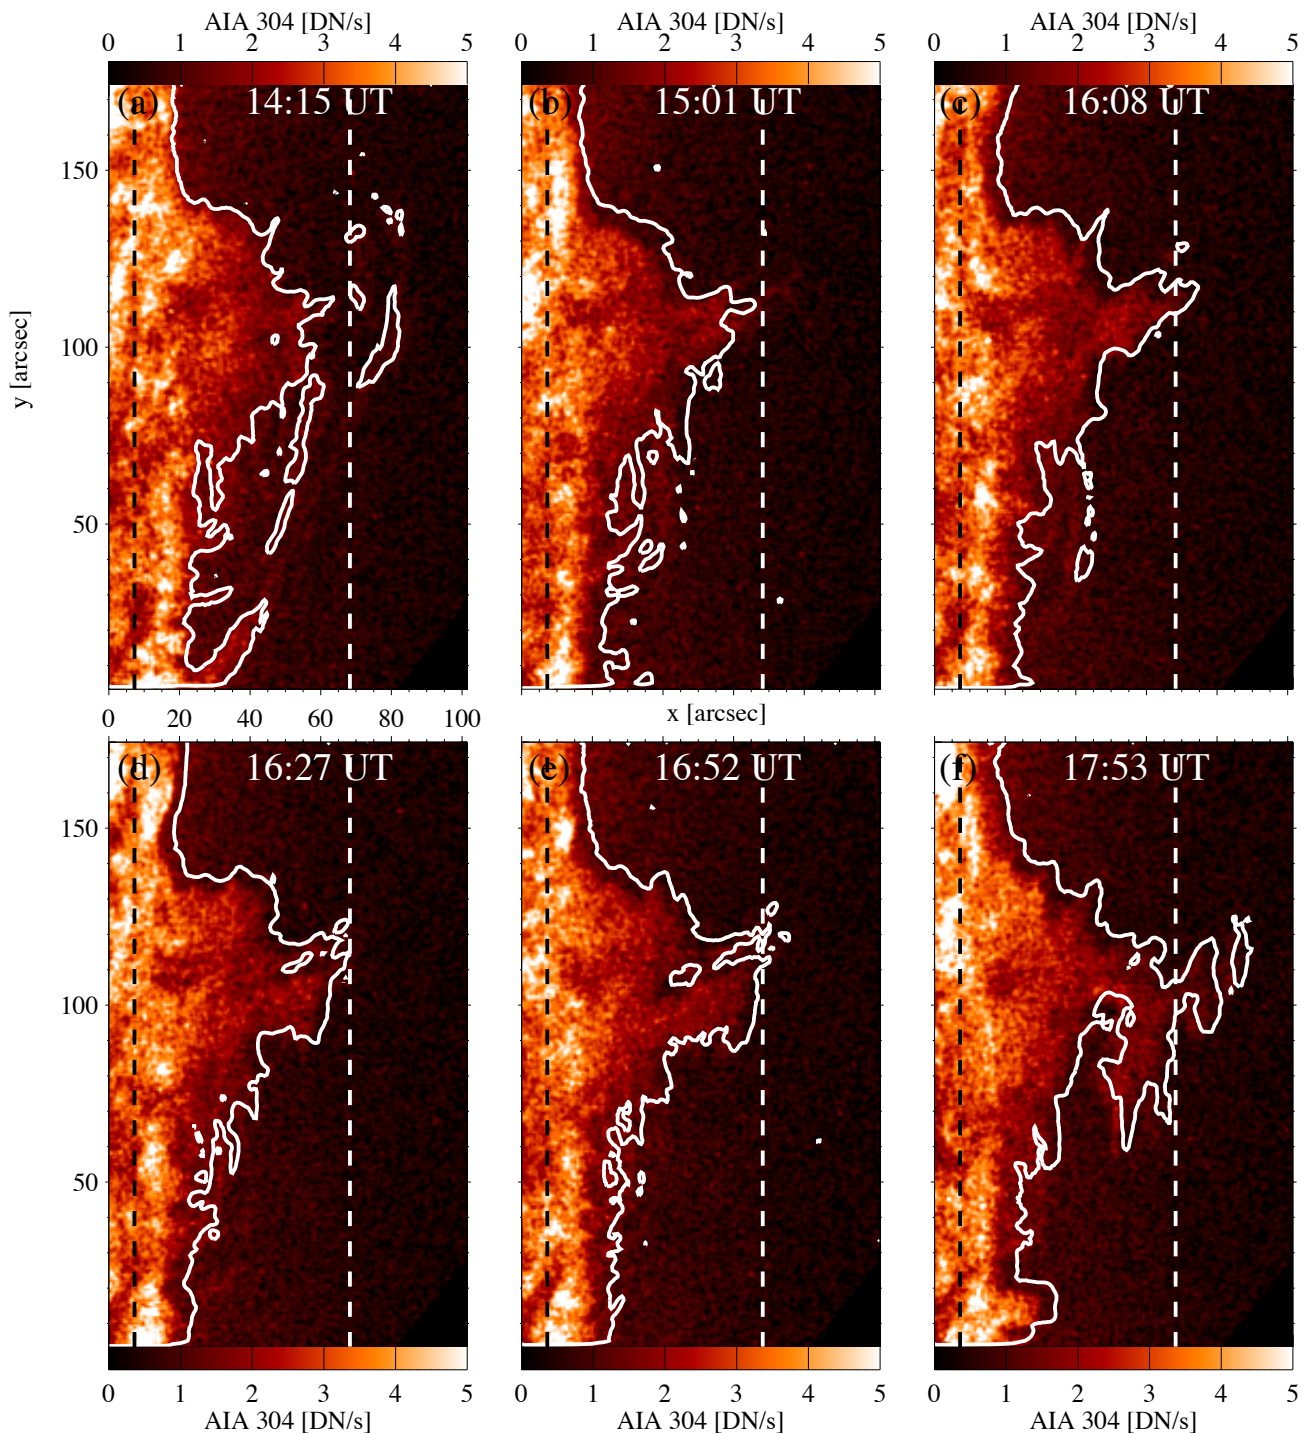 AIA 304 [DN/s] AIA 304 [DN/s] AIA 304 [DN/s]
0 1 2 3 4 5 0 1 2 3 4 5 0 1 2 3 4 5
(a) 14:15 UT (b) 15:01 UT (c) 16:08 UT
150
100
50
y [arcsec]
0 20 40 60 80 100
x [arcsec]
(d) 16:27 UT (e) 16:52 UT (f) 17:53 UT
150
100
50
0 1 2 3 4 5 0 1 2 3 4 5 0 1 2 3 4 5
AIA 304 [DN/s] AIA 304 [DN/s] AIA 304 [DN/s]